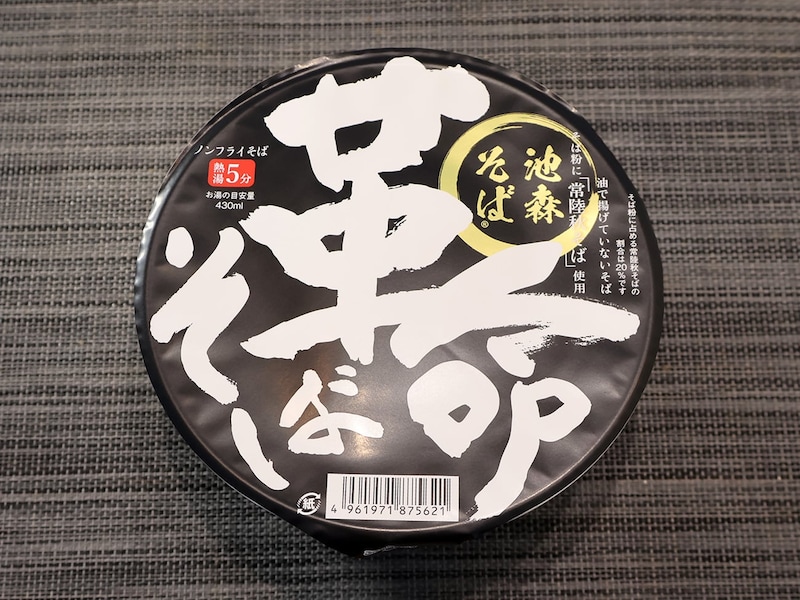 革命
そば
池森
そば®
ノンフライそば
熱湯5分
お湯の目安量
430ml
そば粉に占める常陸秋そばの
割合は20%です
油で揚げていないそば
そば粉に「常陸秋そば」使用
紙
4 961971 875621